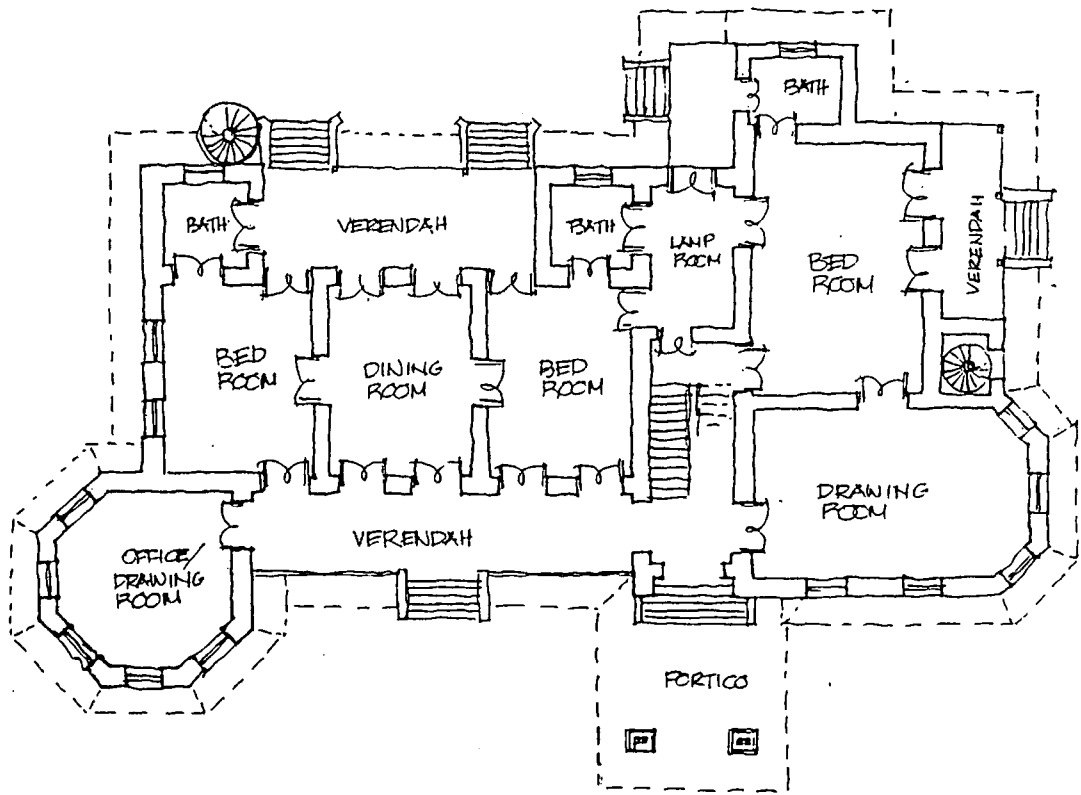 BATH
BATH
VERENDAH
BATH
LAMP
ROOM
BED
ROOM
VERENDAH
BED
ROOM
DINING
ROOM
BED
ROOM
DRAWING
ROOM
VERENDAH
OFFICE/
DRAWING
ROOM
PORTICO